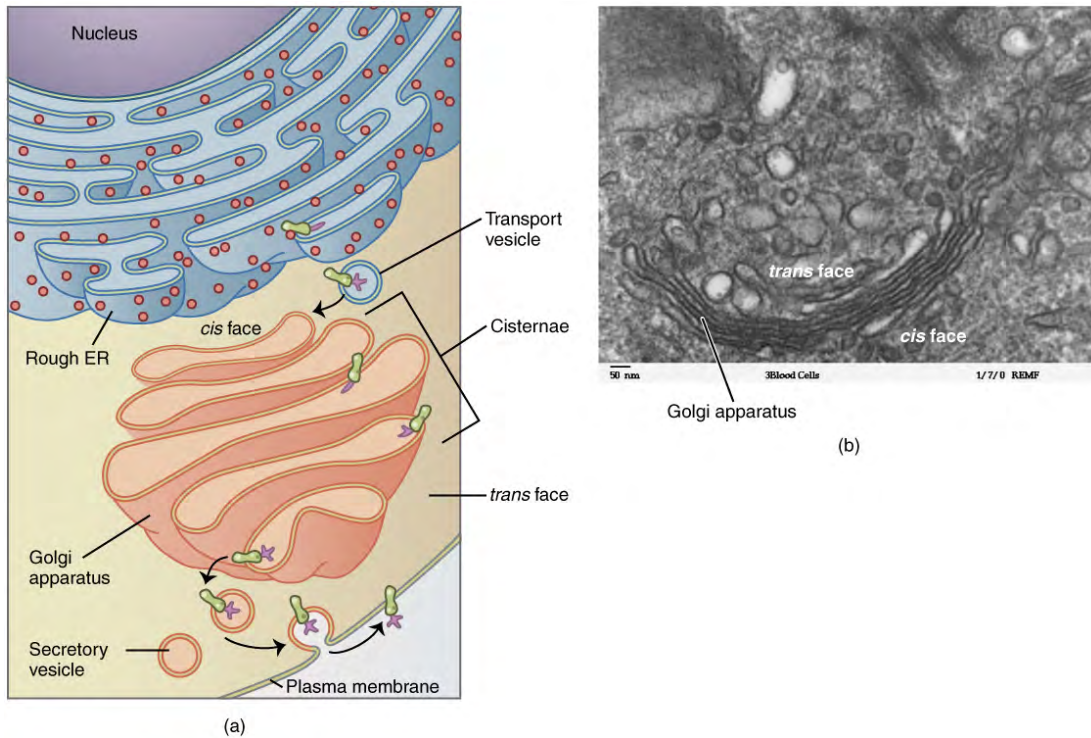 Nucleus
Transport
vesicle
cis face
Cisternae
Rough ER
trans face
Golgi
apparatus
Secretory
vesicle
Plasma membrane
(a)
trans face
cis face
50 nm
3Blood Cells
1/7/0 REMF
Golgi apparatus
(b)